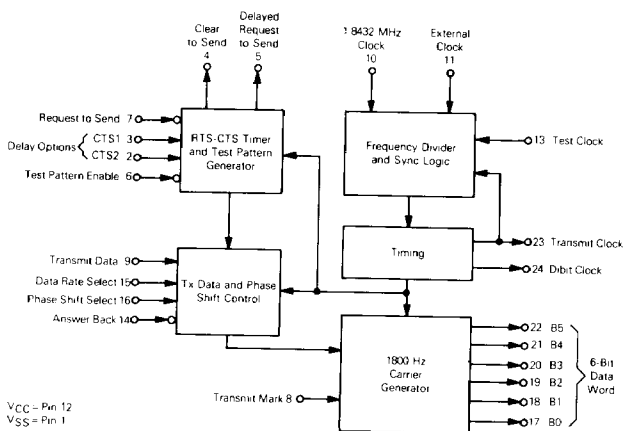 Clear
to Send
4
Delayed
Request
to Send
5
1 8432 MHz
Clock
10
External
Clock
11
Request to Send 7
Delay Options { CTS1 3
CTS2 2
Test Pattern Enable 6
RTS-CTS Timer
and Test Pattern
Generator
Frequency Divider
and Sync Logic
13 Test Clock
Timing
23 Transmit Clock
24 Dibit Clock
Transmit Data 9
Data Rate Select 15
Phase Shift Select 16
Answer Back 14
Tx Data and Phase
Shift Control
1800 Hz
Carrier
Generator
Transmit Mark 8
22 B5
21 B4
20 B3
19 B2
18 B1
17 B0
6-Bit
Data
Word
VCC = Pin 12
VSS = Pin 1